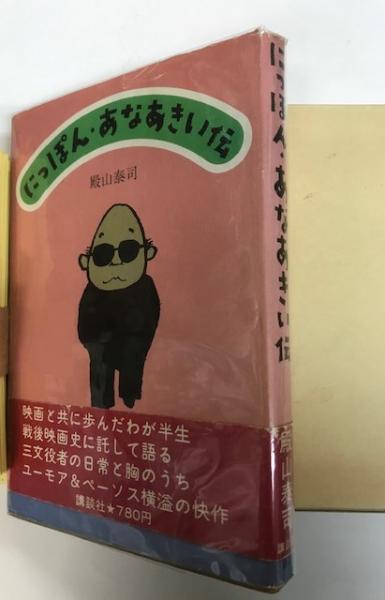 にっぽん・あなあきい伝
殿山泰司
映画と共に歩んだわが半生
戦後映画史に託して語る
三文役者の日常と胸のうち
ユーモア&ペーソス横溢の快作
講談社★780円
にっぽん・あなあきい伝
殿山泰司